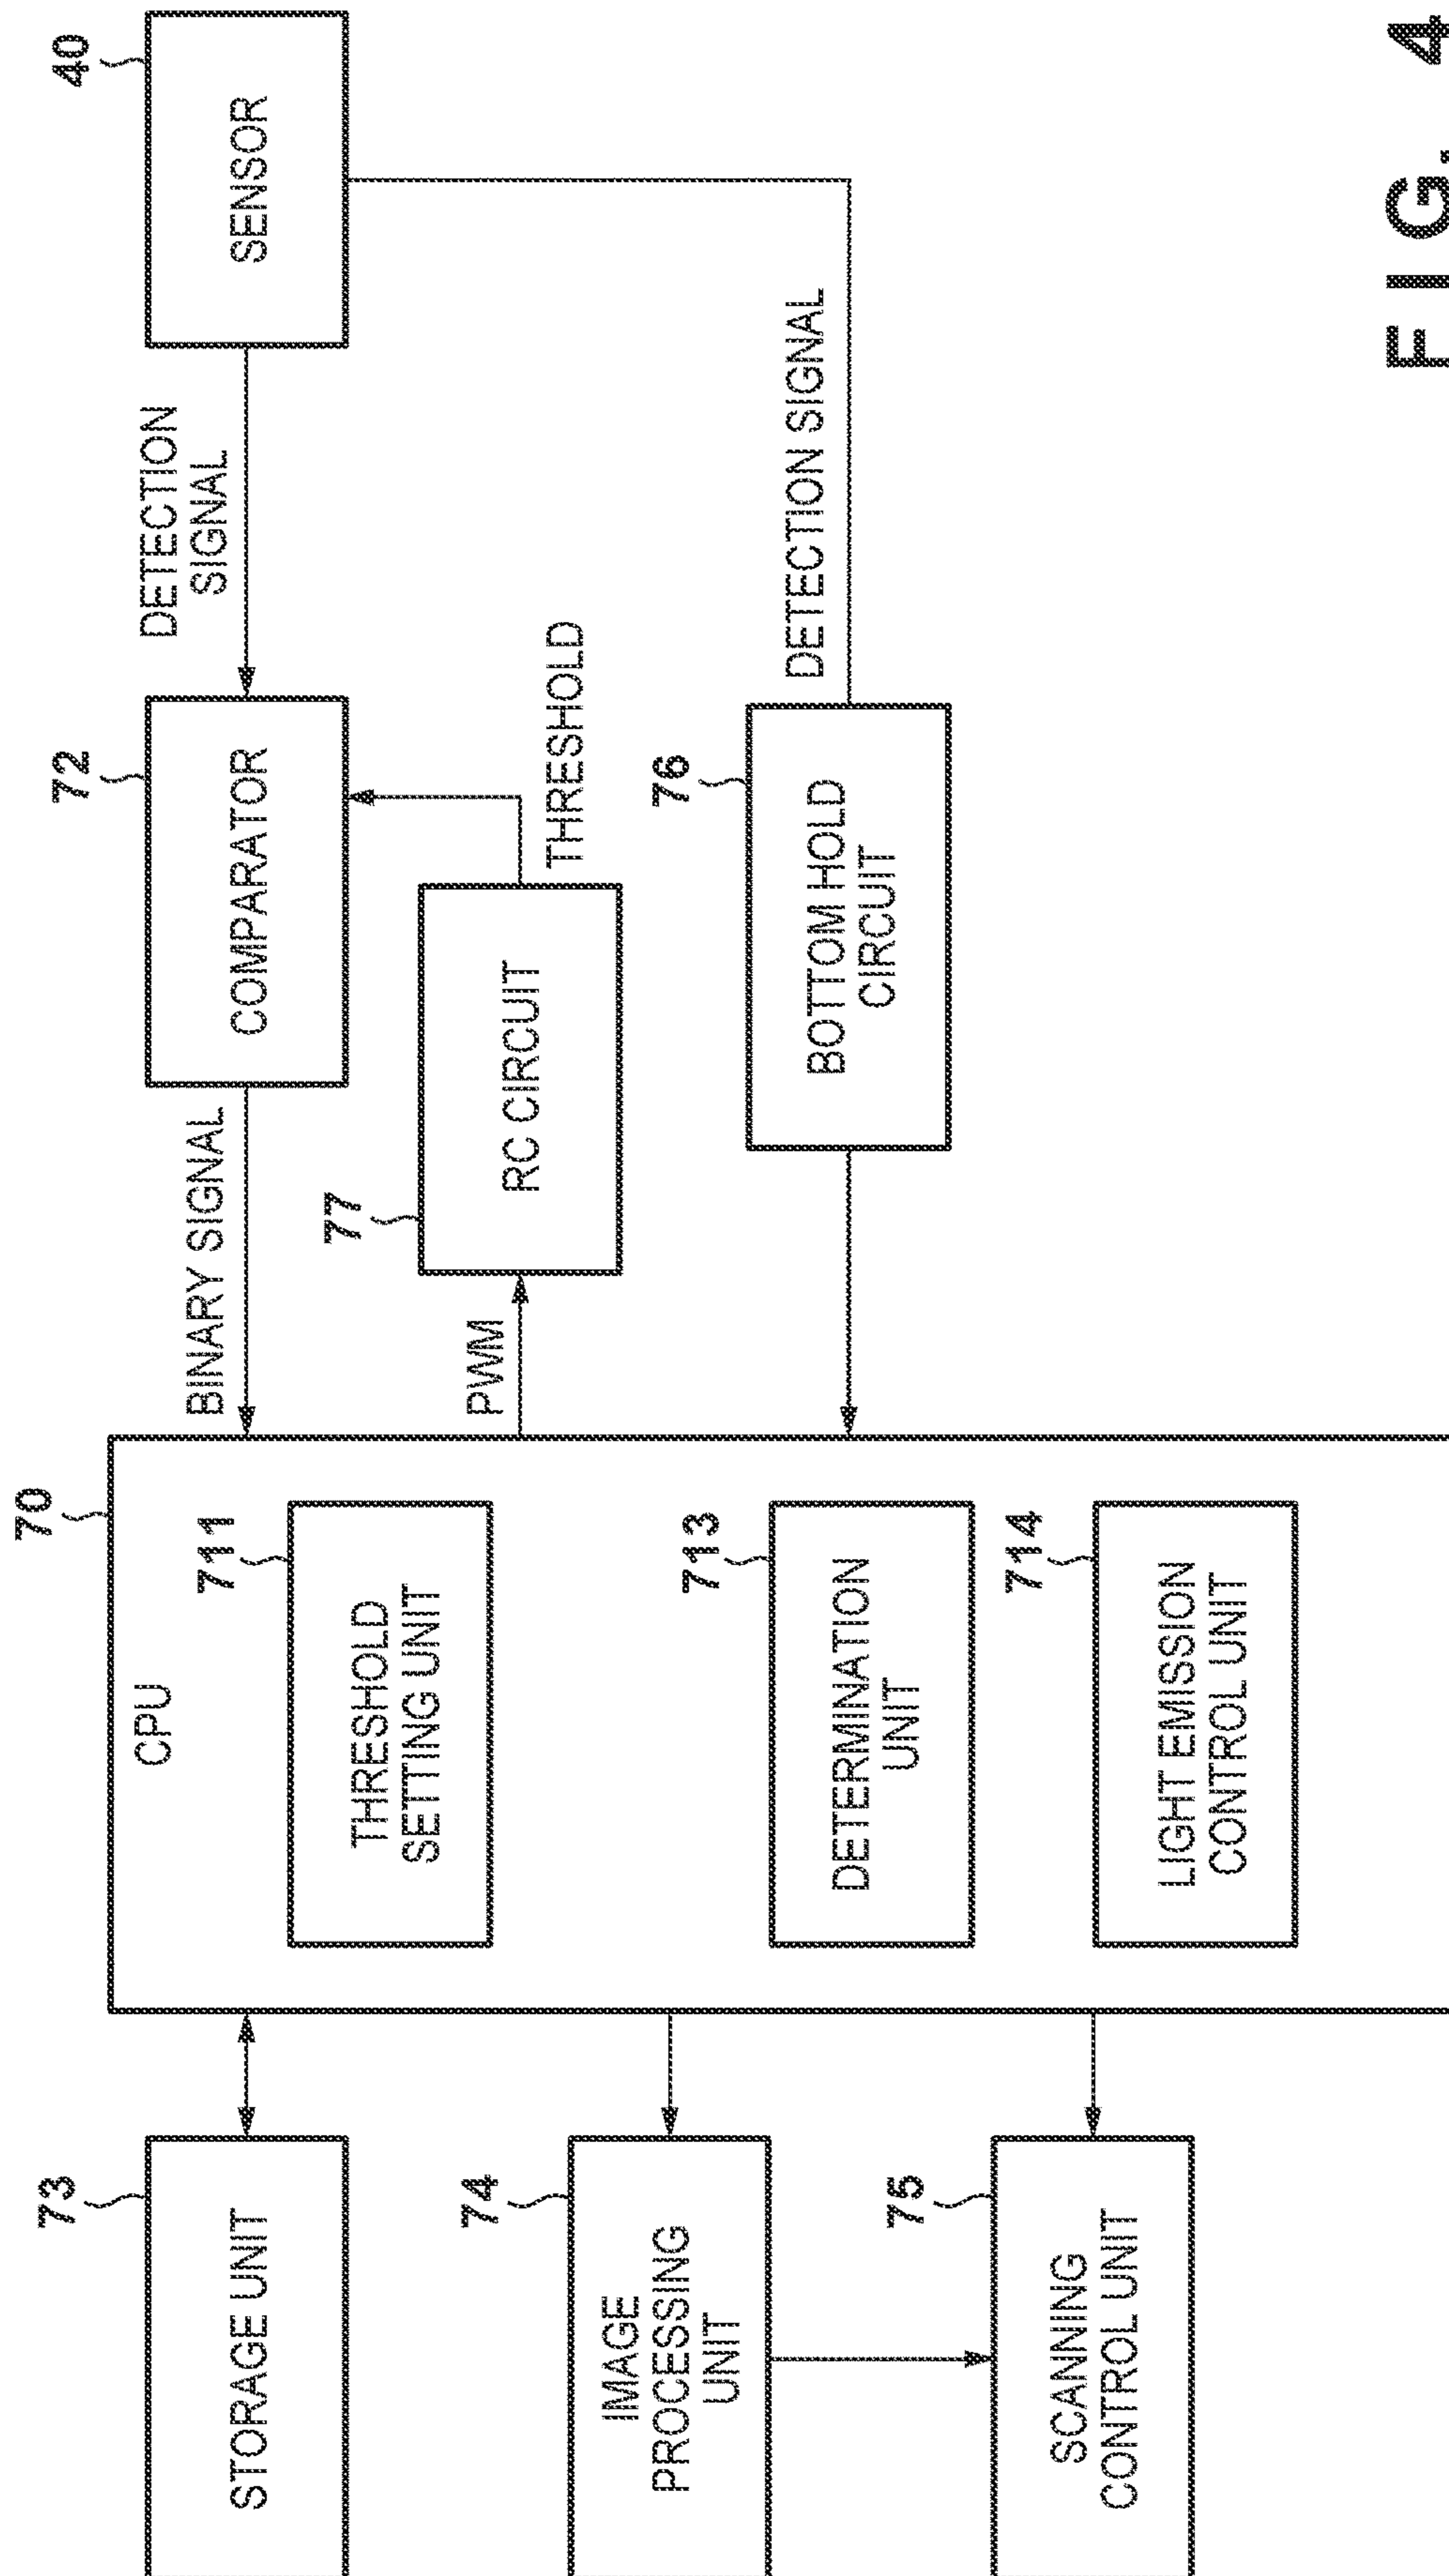 73
STORAGE UNIT
74
IMAGE
PROCESSING
UNIT
75
SCANNING
CONTROL UNIT
70
CPU
711
THRESHOLD
SETTING UNIT
713
DETERMINATION
UNIT
714
LIGHT EMISSION
CONTROL UNIT
BINARY SIGNAL
PWM
72
COMPARATOR
77
RC CIRCUIT
THRESHOLD
76
BOTTOM HOLD
CIRCUIT
DETECTION
SIGNAL
DETECTION SIGNAL
40
SENSOR
FIG. 4